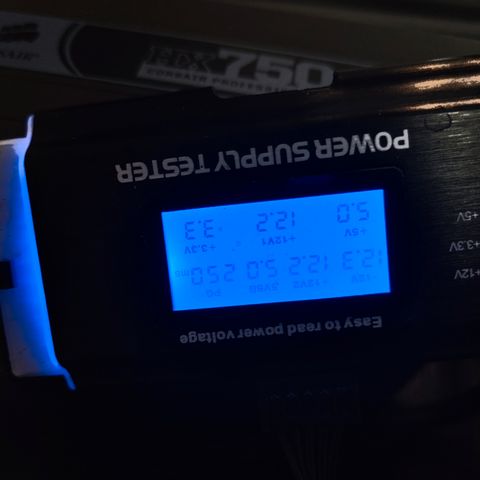 HX750
CORSAIR
Easy to read power voltage
-12V +12V2 5VSB PG
12.3 12.2 5.0 250 ms
+5V +12V1 +3.3V
5.0 12.2 3.3
POWER SUPPLY TESTER
+12V
+3.3V
+5V